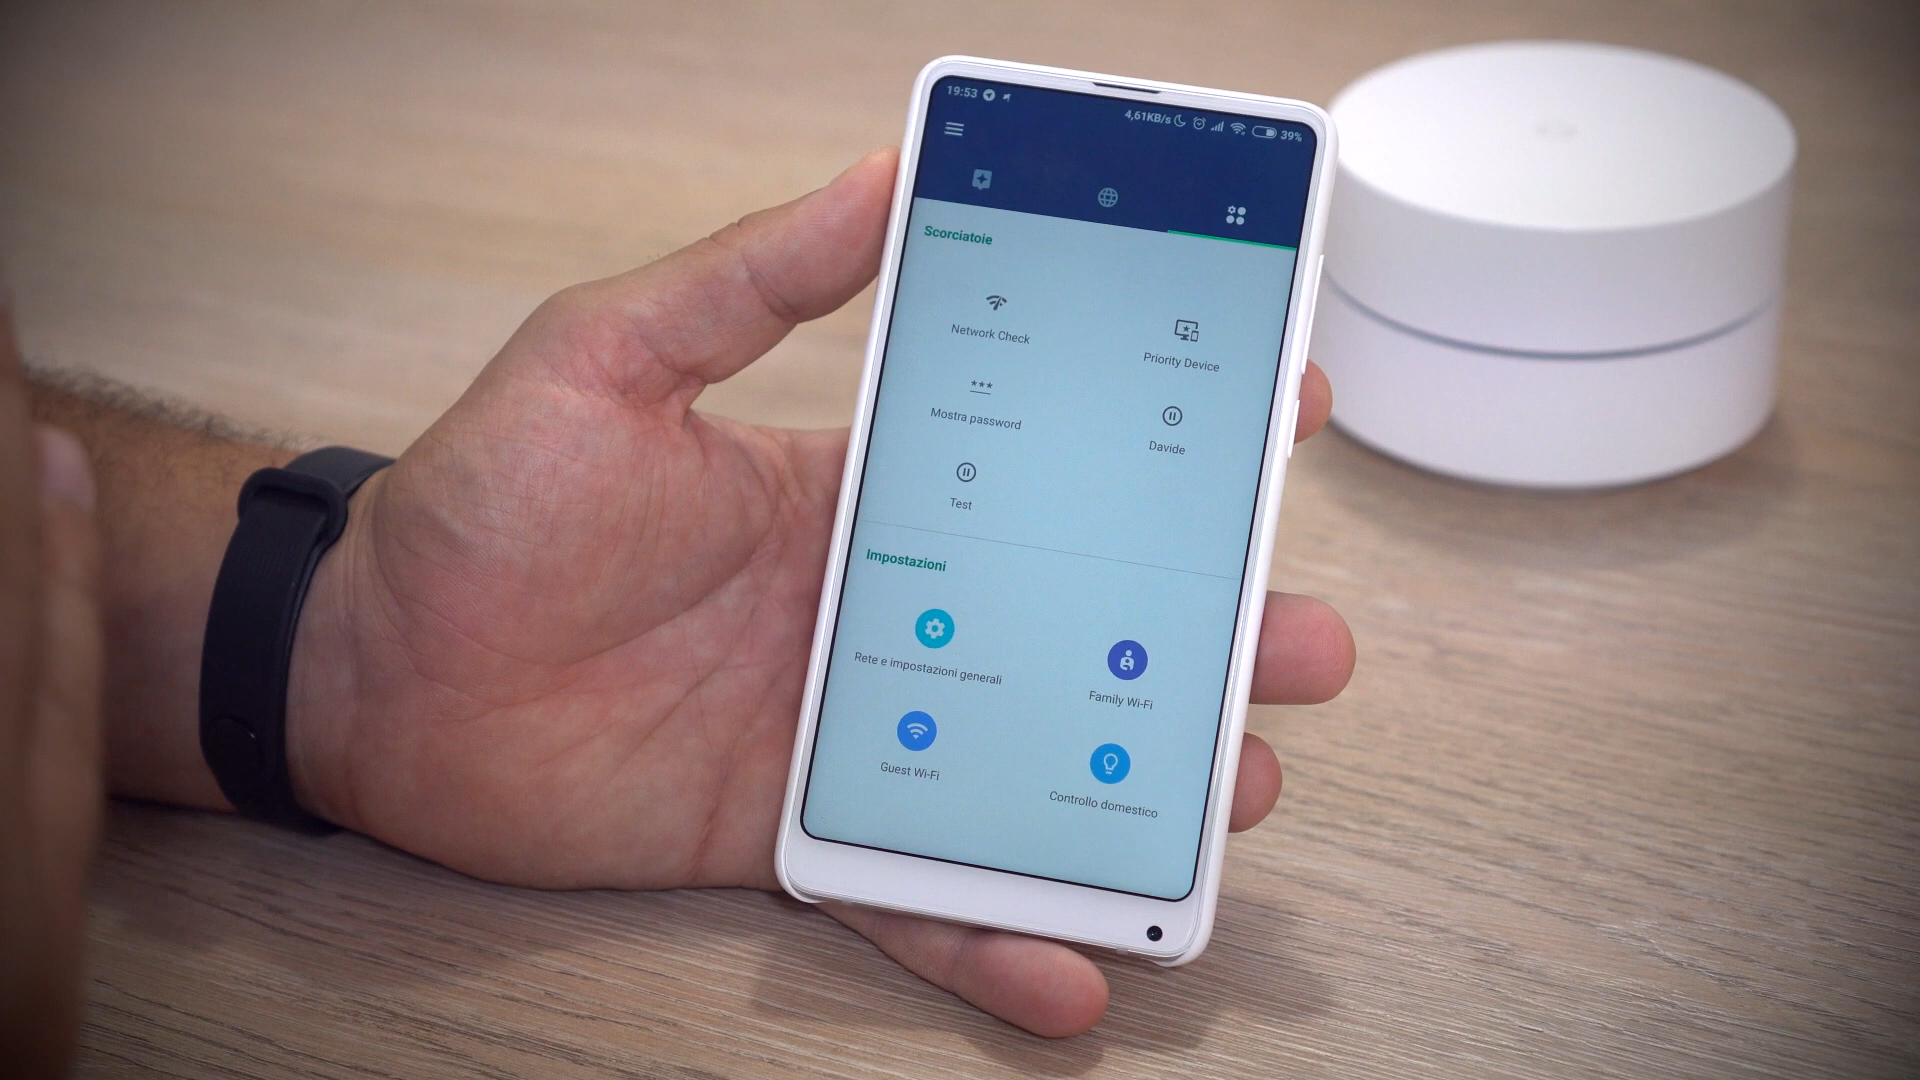 19:53
4,61KB/s 39%
Scorciatoie
Network Check
Priority Device
***
Mostra password
Davide
Test
Impostazioni
Rete e impostazioni generali
Family Wi-Fi
Guest Wi-Fi
Controllo domestico